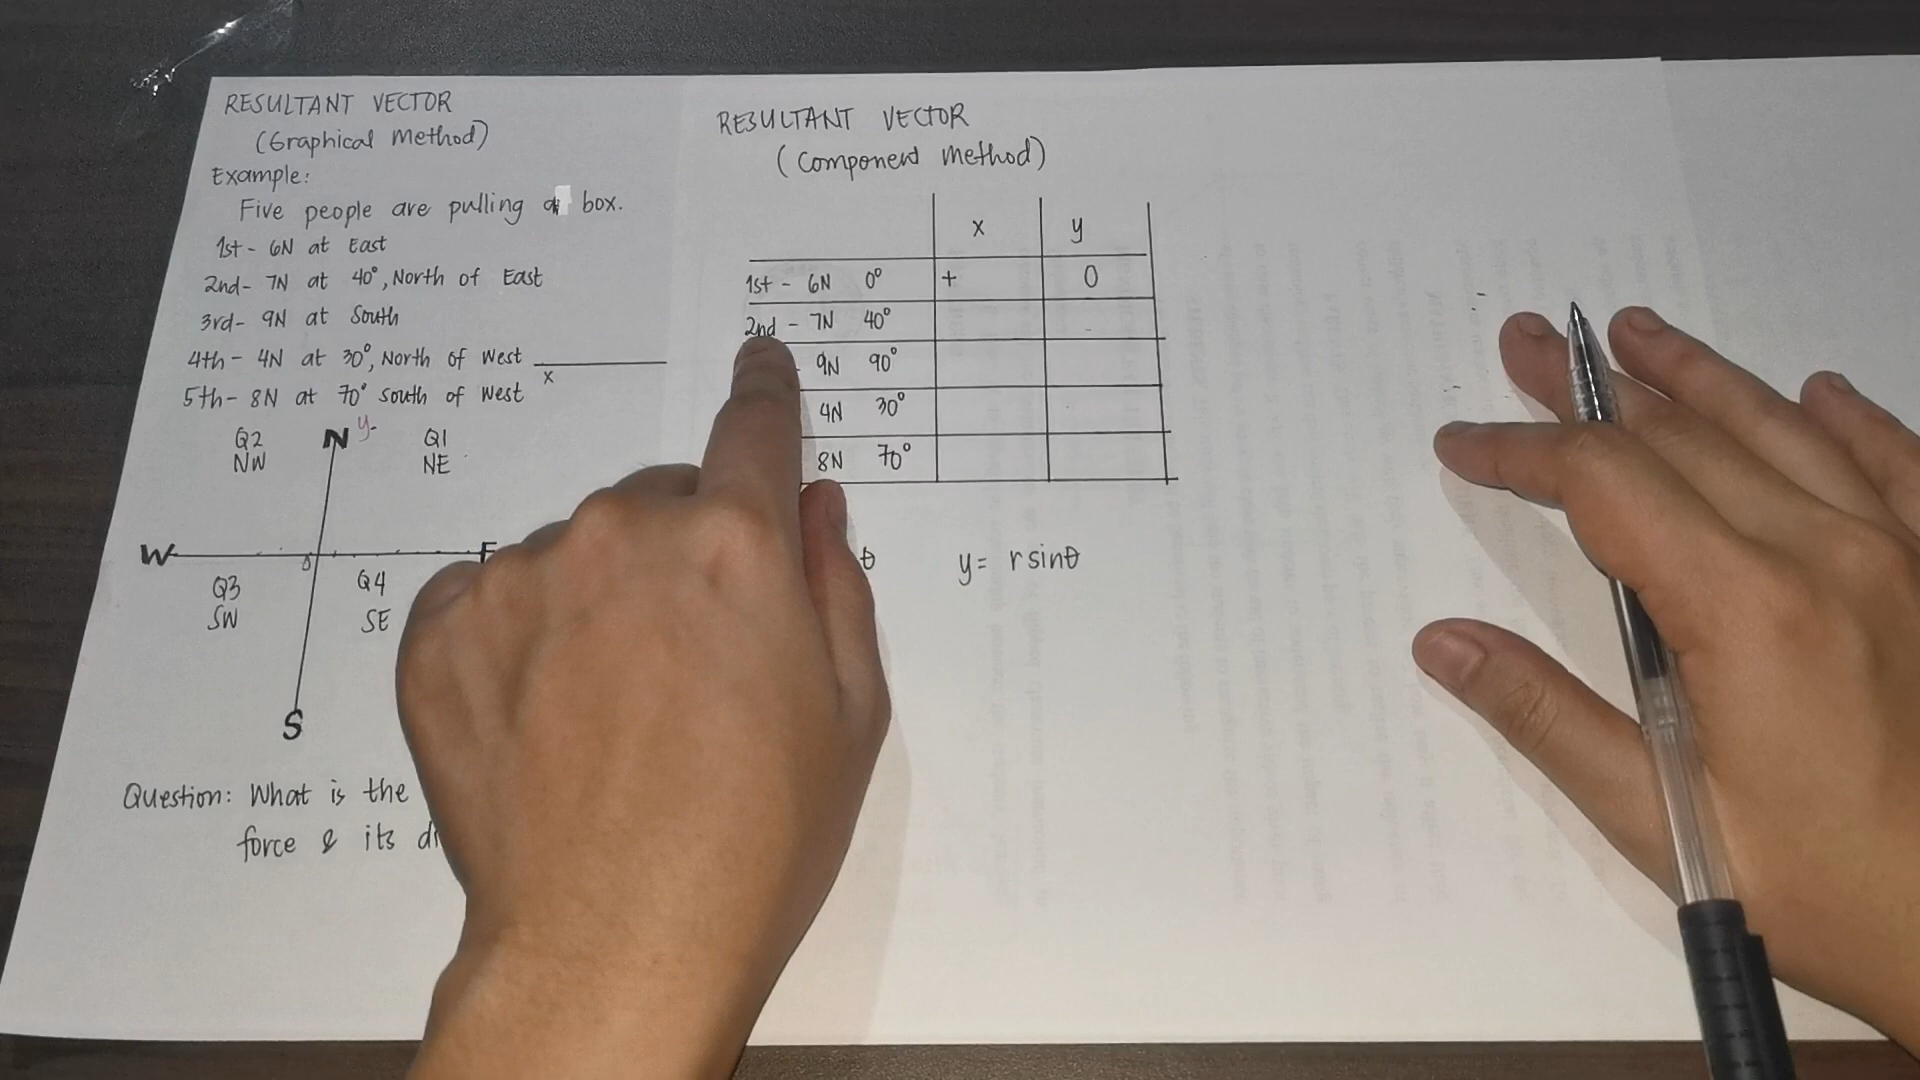 RESULTANT VECTOR
(Graphical Method)
Example:
Five people are pulling a box.
1st - 6N at East
2nd- 7N at 40°, North of East
3rd- 9N at South
4th - 4N at 30°, North of West
x
5th- 8N at 70° south of West
Q2
NW
N
y
Q1
NE
W
E
Q3
SW
Q4
SE
S
Question: What is the
force & its
RESULTANT VECTOR
(Component Method)
x y
1st - 6N 0° + 0
2nd - 7N 40°
9N 90°
4N 30°
8N 70°
θ y = r sinθ